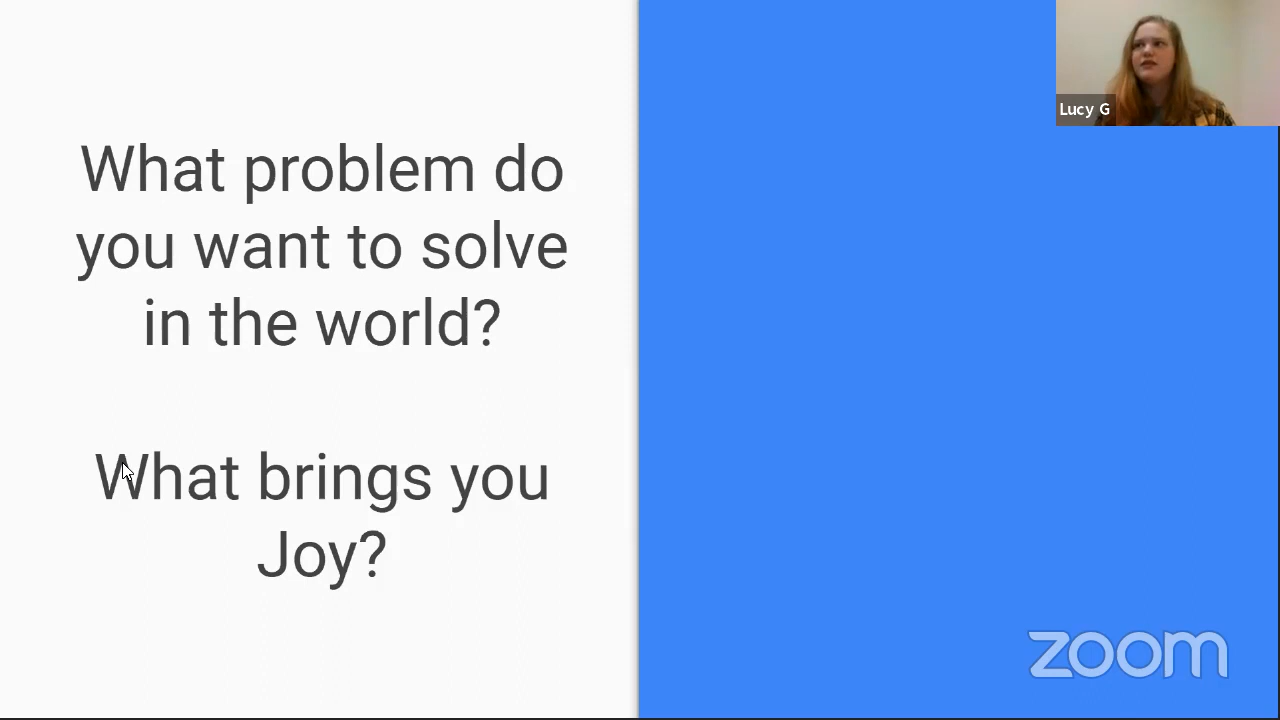 Lucy G
What problem do
you want to solve
in the world?
What brings you
Joy?
zoom